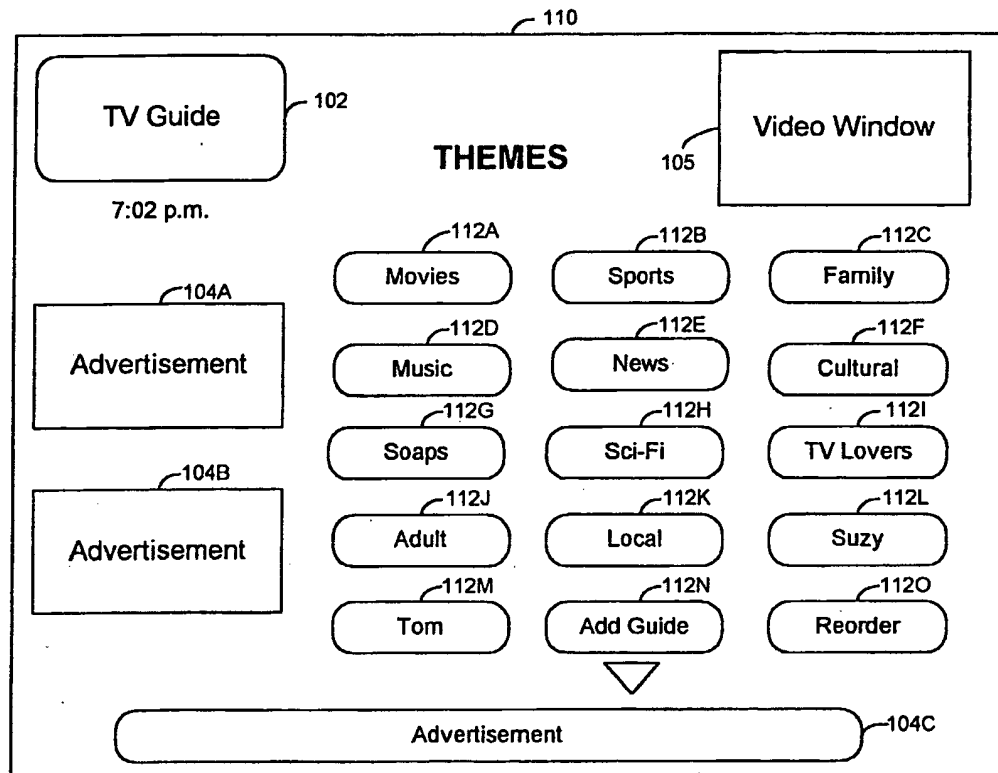 110
TV Guide
102
Video Window
105
THEMES
7:02 p.m.
112A
112B
112C
Movies
Sports
Family
104A
Advertisement
112D
112E
112F
Music
News
Cultural
112G
112H
112I
Soaps
Sci-Fi
TV Lovers
104B
Advertisement
112J
112K
112L
Adult
Local
Suzy
112M
112N
112O
Tom
Add Guide
Reorder
Advertisement
104C